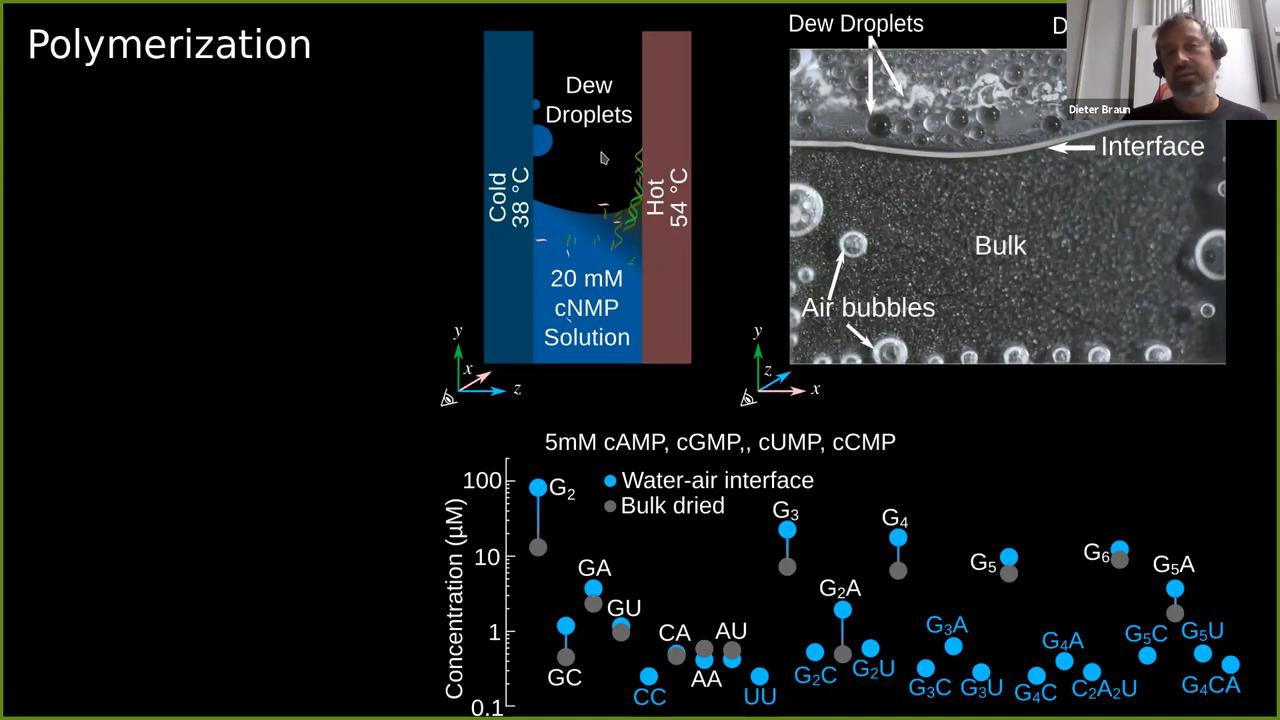 Polymerization
Dew
Droplets
Cold
38 °C
Hot
54 °C
20 mM
cNMP
Solution
y
x
z
Dew Droplets
D
Dieter Braun
Interface
Bulk
Air bubbles
y
z
x
5mM cAMP, cGMP,, cUMP, cCMP
Concentration (µM)
100
10
1
0.1
Water-air interface
Bulk dried
G₂
GC
GA
GU
CC
CA
AA
AU
UU
G₃
G₂C
G₂A
G₂U
G₄
G₃C
G₃A
G₃U
G₅
G₄C
G₄A
C₂A₂U
G₆
G₅C
G₅A
G₅U
G₄CA